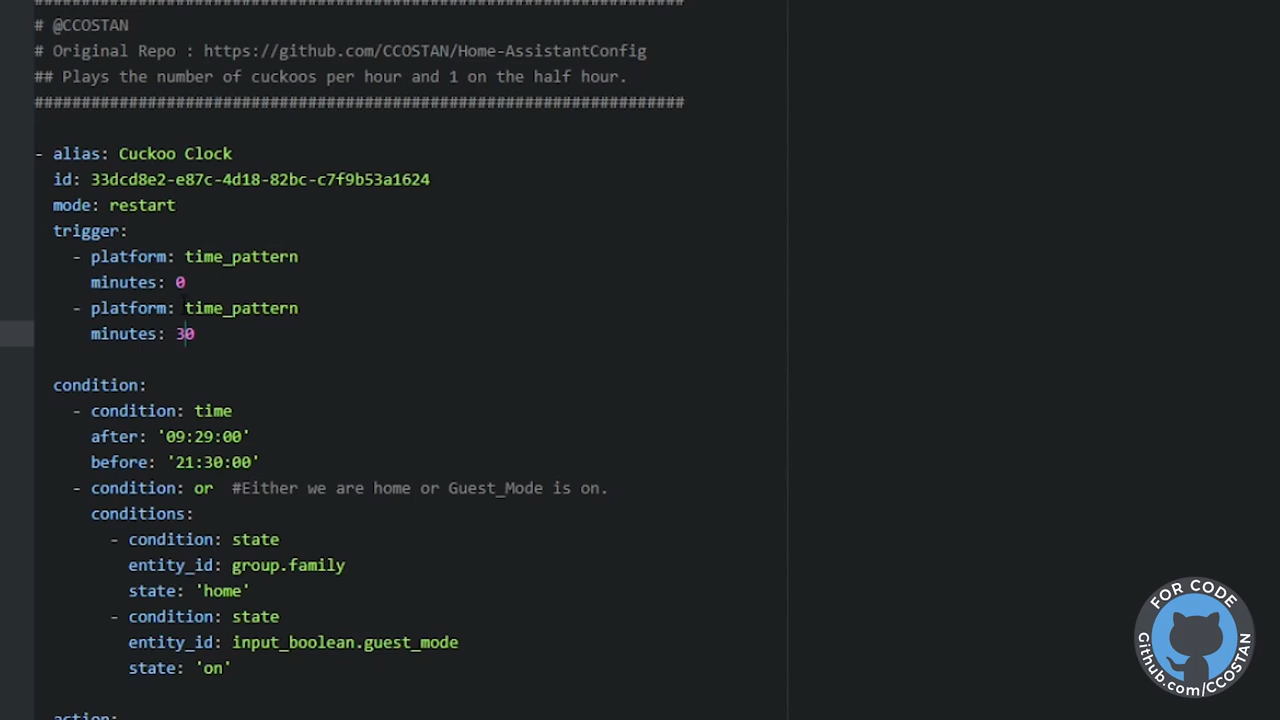 ######################################################################
# @CCOSTAN
# Original Repo : https://github.com/CCOSTAN/Home-AssistantConfig
## Plays the number of cuckoos per hour and 1 on the half hour.
######################################################################
- alias: Cuckoo Clock
id: 33dcd8e2-e87c-4d18-82bc-c7f9b53a1624
mode: restart
trigger:
- platform: time_pattern
minutes: 0
- platform: time_pattern
minutes: 30
condition:
- condition: time
after: '09:29:00'
before: '21:30:00'
- condition: or  #Either we are home or Guest_Mode is on.
conditions:
- condition: state
entity_id: group.family
state: 'home'
- condition: state
entity_id: input_boolean.guest_mode
state: 'on'
action:
FOR CODE
Github.com/CCOSTAN